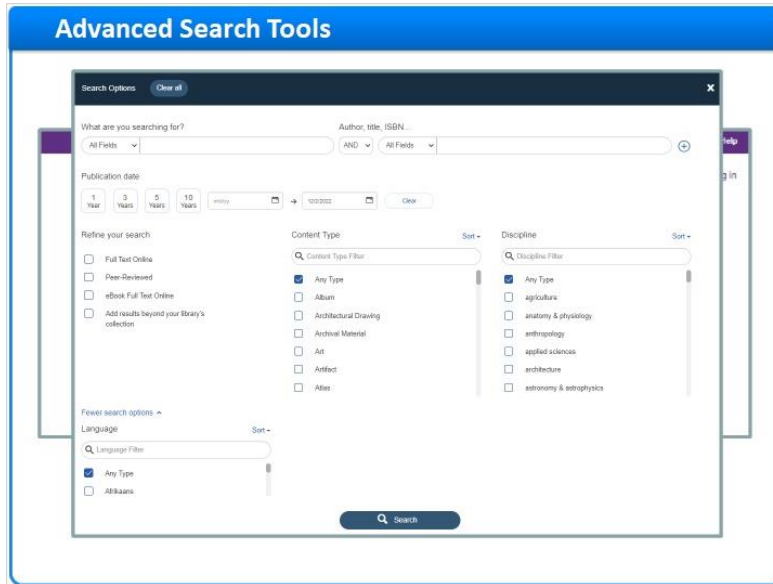 Advanced Search Tools
Search Options Clear all x
What are you searching for? Author, title, ISBN...
All Fields AND All Fields
Help
g in
Publication date
1 Year 3 Years 5 Years 10 Years 12/2/2022 Clear
Refine your search Content Type Sort Discipline Sort
Content Type Filter Discipline Filter
Full Text Online Any Type Any Type
Peer-Reviewed Album agriculture
eBook Full Text Online Architectural Drawing anatomy & physiology
Add results beyond your library's collection Archival Material anthropology
Art applied sciences
Artifact architecture
Atlas astronomy & astrophysics
Fewer search options
Language Sort
Language Filter
Any Type
Afrikaans
Search